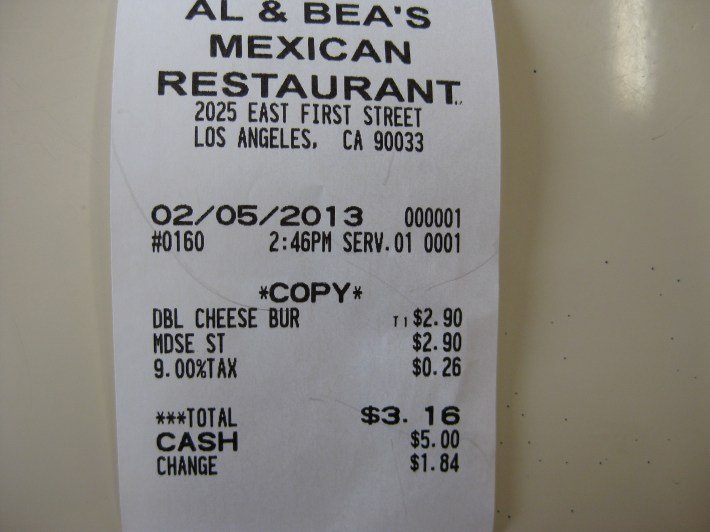 AL & BEA'S
MEXICAN
RESTAURANT
2025 EAST FIRST STREET
LOS ANGELES, CA 90033
02/05/2013 000001
#0160 2:46PM SERV.01 0001
*COPY*
DBL CHEESE BUR T1 $2.90
MDSE ST $2.90
9.00%TAX $0.26
***TOTAL $3.16
CASH $5.00
CHANGE $1.84